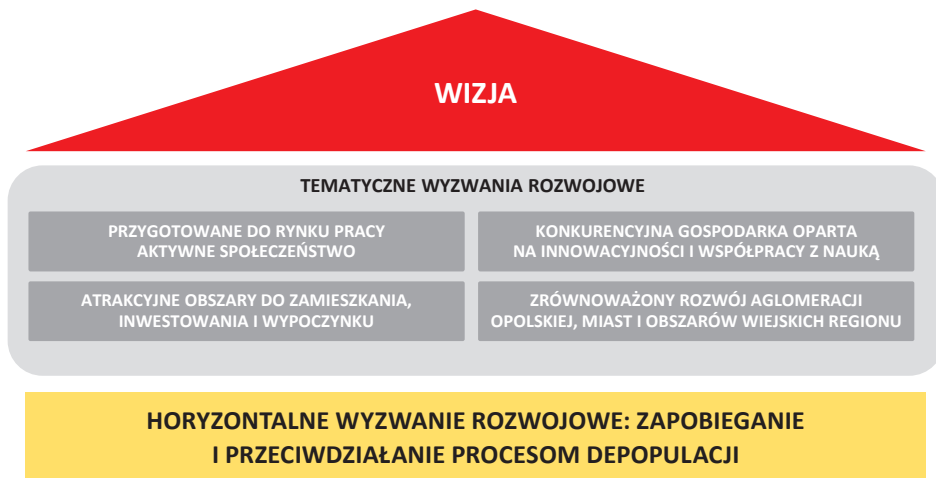 WIZJA
TEMATYCZNE WYZWANIA ROZWOJOWE
PRZYGOTOWANE DO RYNKU PRACY
AKTYWNE SPOŁECZEŃSTWO
KONKURENCYJNA GOSPODARKA OPARTA
NA INNOWACYJNOŚCI I WSPÓŁPRACY Z NAUKĄ
ATRAKCYJNE OBSZARY DO ZAMIESZKANIA,
INWESTOWANIA I WYPOCZYNKU
ZRÓWNOWAŻONY ROZWÓJ AGLOMERACJI
OPOLSKIEJ, MIAST I OBSZARÓW WIEJSKICH REGIONU
HORYZONTALNE WYZWANIE ROZWOJOWE: ZAPOBIEGANIE
I PRZECIWDZIAŁANIE PROCESOM DEPOPULACJI